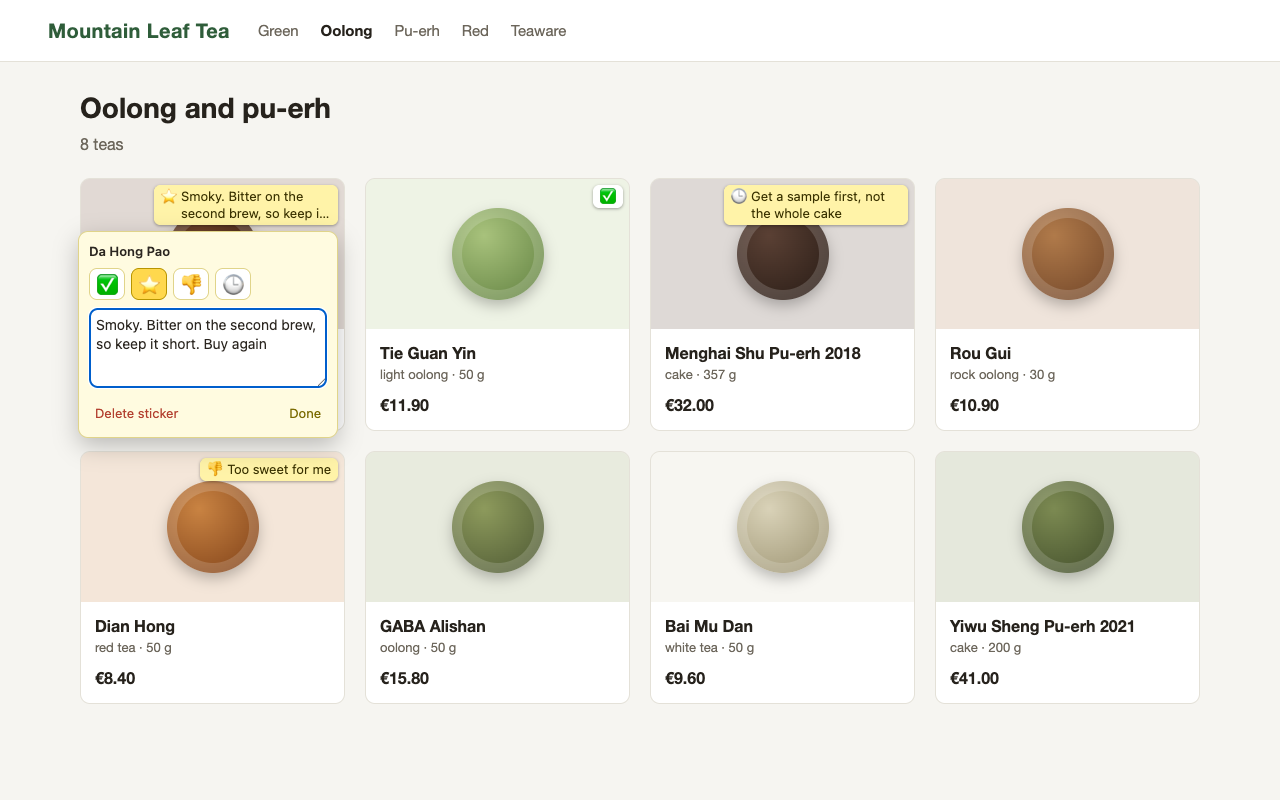 Mountain Leaf Tea
Green
Oolong
Pu-erh
Red
Teaware
Oolong and pu-erh
8 teas
Smoky. Bitter on the
second brew, so keep i...
Da Hong Pao
Smoky. Bitter on the second brew,
so keep it short. Buy again
Delete sticker
Done
Tie Guan Yin
light oolong · 50 g
€11.90
Get a sample first, not
the whole cake
Menghai Shu Pu-erh 2018
cake · 357 g
€32.00
Rou Gui
rock oolong · 30 g
€10.90
Too sweet for me
Dian Hong
red tea · 50 g
€8.40
GABA Alishan
oolong · 50 g
€15.80
Bai Mu Dan
white tea · 50 g
€9.60
Yiwu Sheng Pu-erh 2021
cake · 200 g
€41.00